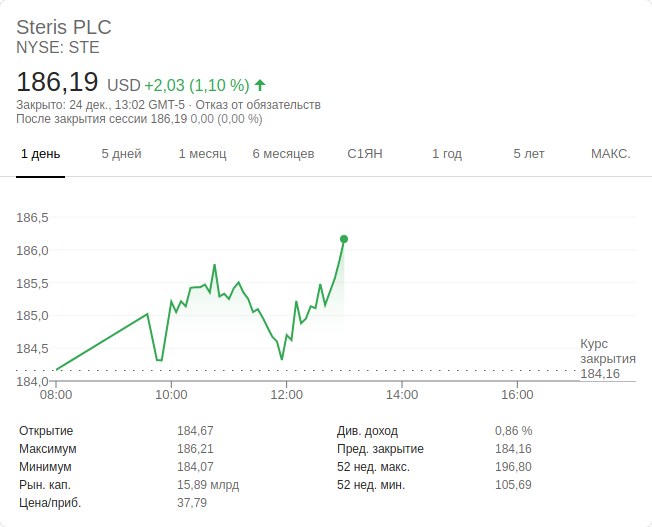 Steris PLC
NYSE: STE
186,19 USD +2,03 (1,10 %)
Закрыто: 24 дек., 13:02 GMT-5 · Отказ от обязательств
После закрытия сессии 186,19 0,00 (0,00 %)
1 день 5 дней 1 месяц 6 месяцев С1ЯН 1 год 5 лет МАКС.
186,5
186,0
185,5
185,0
184,5
184,0
Курс
закрытия
184,16
08:00 10:00 12:00 14:00 16:00
Открытие 184,67 Див. доход 0,86 %
Максимум 186,21 Пред. закрытие 184,16
Минимум 184,07 52 нед. макс. 196,80
Рын. кап. 15,89 млрд 52 нед. мин. 105,69
Цена/приб. 37,79